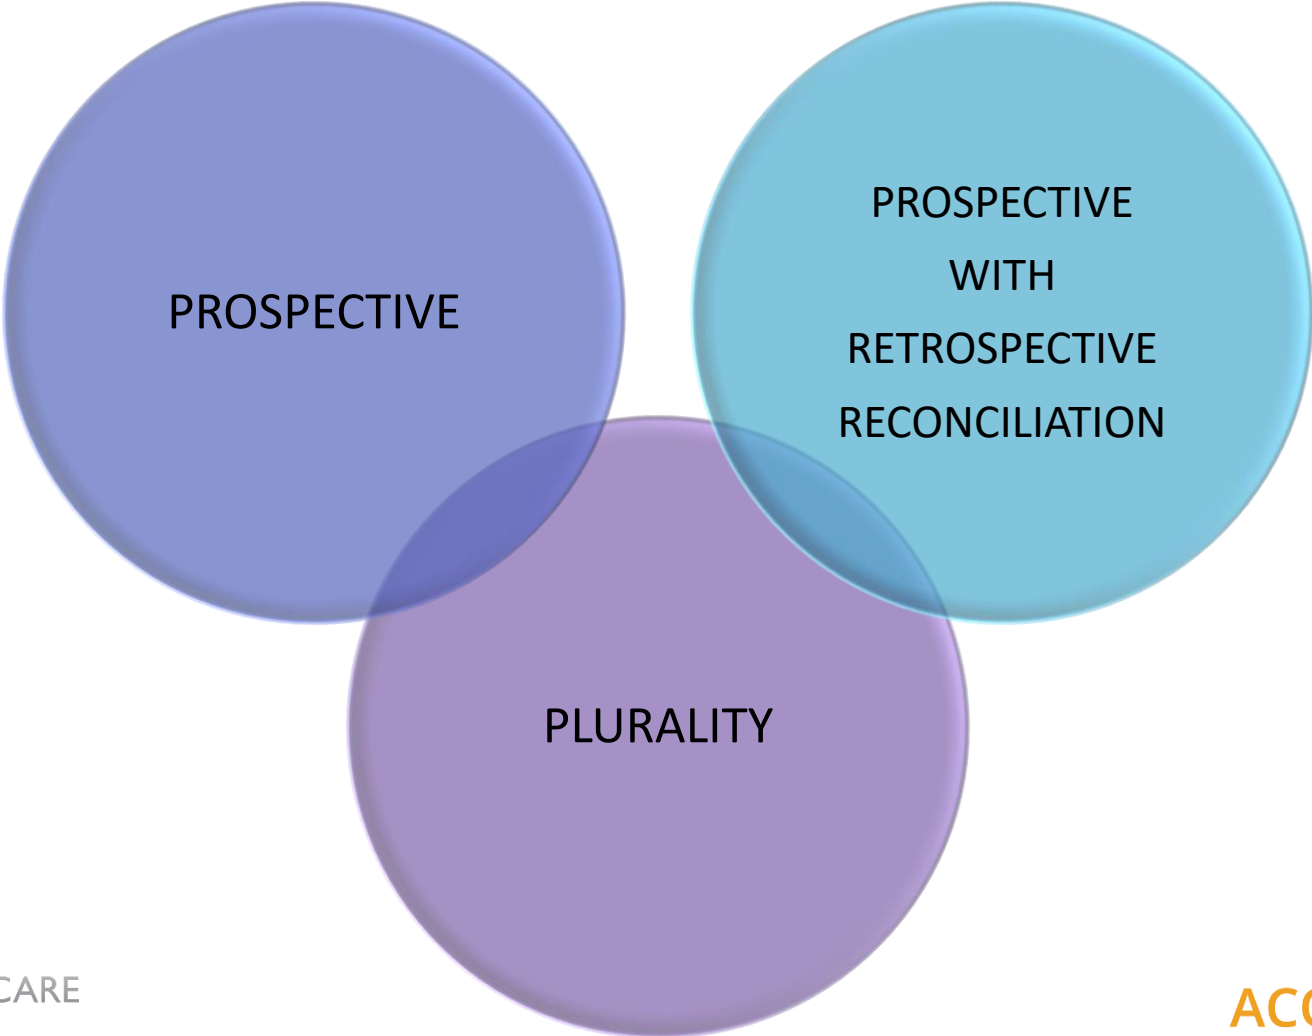 PROSPECTIVE
PROSPECTIVE
WITH
RETROSPECTIVE
RECONCILIATION
PLURALITY
CARE